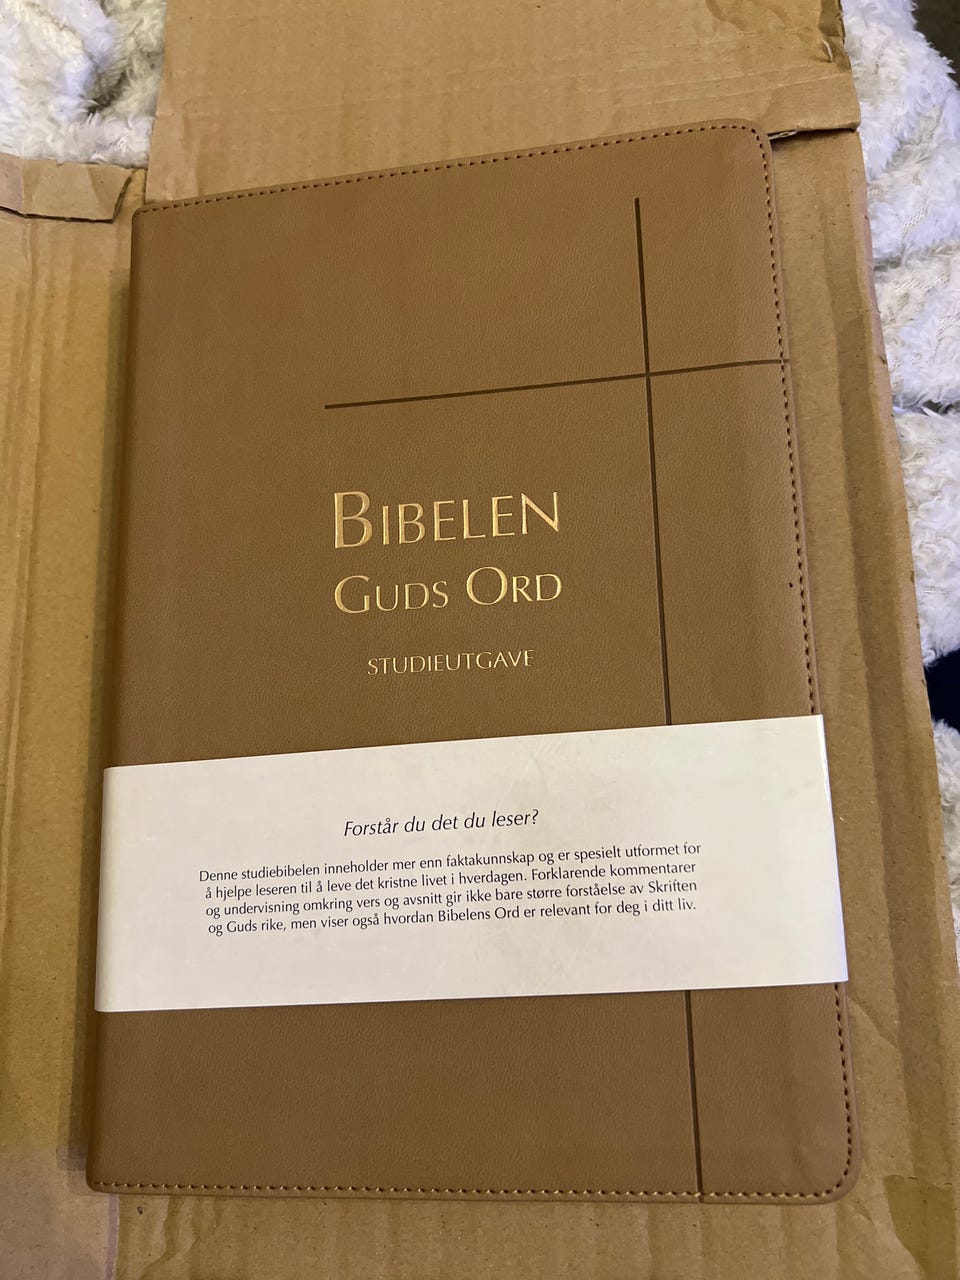 BIBELEN
GUDS ORD
STUDIEUTGAVE
Forstår du det du leser?
Denne studiebibelen inneholder mer enn faktakunnskap og er spesielt utformet for
å hjelpe leseren til å leve det kristne livet i hverdagen. Forklarende kommentarer
og undervisning omkring vers og avsnitt gir ikke bare større forståelse av Skriften
og Guds rike, men viser også hvordan Bibelens Ord er relevant for deg i ditt liv.